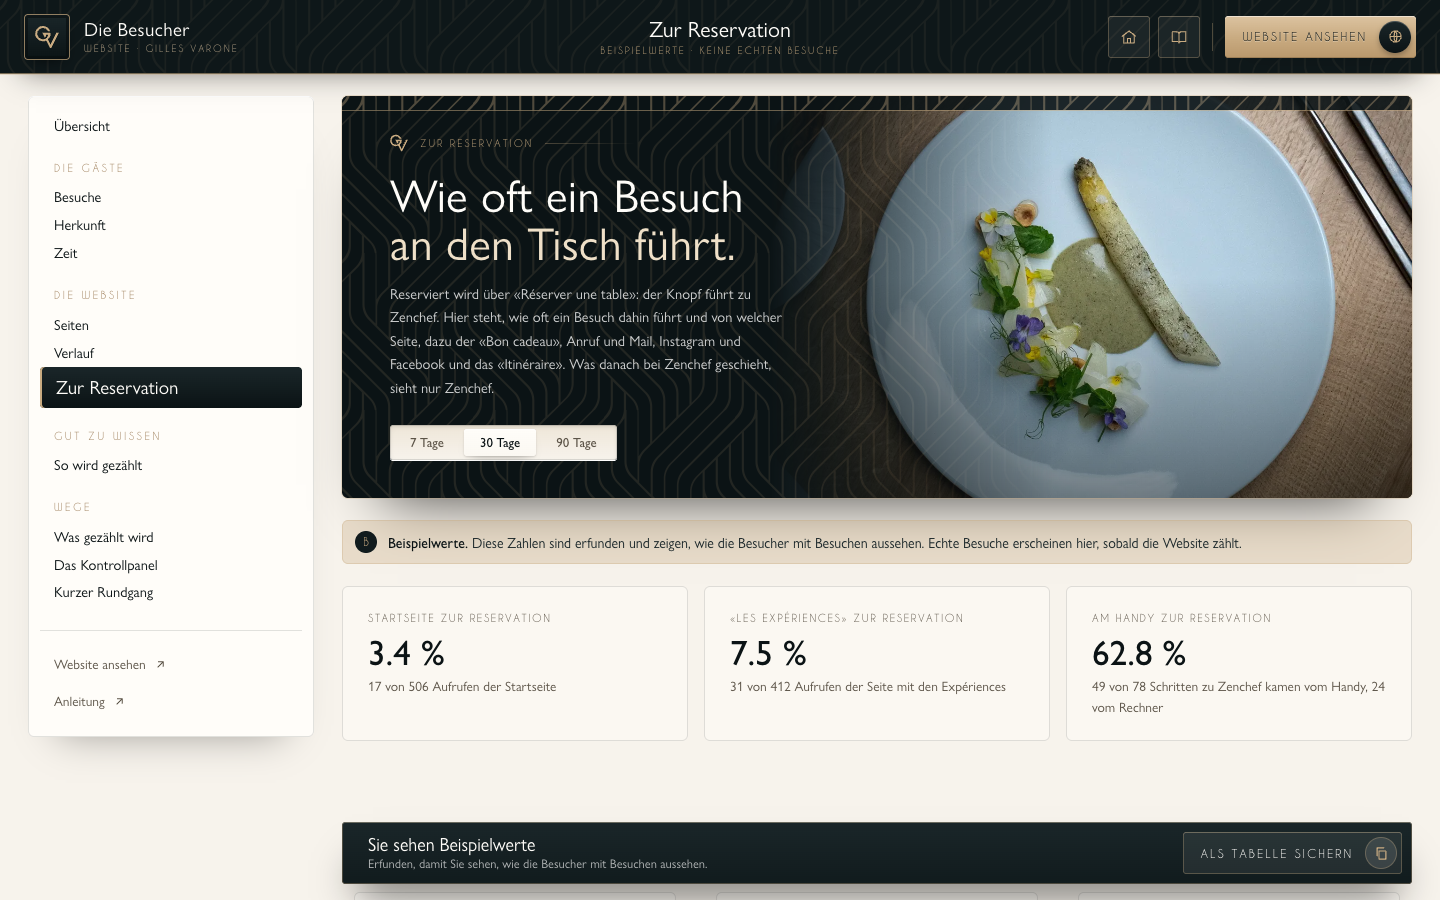 GV
Die Besucher
WEBSITE · GILLES VARONE
Zur Reservation
BEISPIELWERTE · KEINE ECHTEN BESUCHE
WEBSITE ANSEHEN
Übersicht
DIE GÄSTE
Besuche
Herkunft
Zeit
DIE WEBSITE
Seiten
Verlauf
Zur Reservation
GUT ZU WISSEN
So wird gezählt
WEGE
Was gezählt wird
Das Kontrollpanel
Kurzer Rundgang
Website ansehen
Anleitung
GV ZUR RESERVATION
Wie oft ein Besuch
an den Tisch führt.
Reserviert wird über «Réserver une table»: der Knopf führt zu
Zenchef. Hier steht, wie oft ein Besuch dahin führt und von welcher
Seite, dazu der «Bon cadeau», Anruf und Mail, Instagram und
Facebook und das «Itinéraire». Was danach bei Zenchef geschieht,
sieht nur Zenchef.
7 Tage 30 Tage 90 Tage
B Beispielwerte. Diese Zahlen sind erfunden und zeigen, wie die Besucher mit Besuchen aussehen. Echte Besuche erscheinen hier, sobald die Website zählt.
STARTSEITE ZUR RESERVATION
3.4 %
17 von 506 Aufrufen der Startseite
«LES EXPÉRIENCES» ZUR RESERVATION
7.5 %
31 von 412 Aufrufen der Seite mit den Expériences
AM HANDY ZUR RESERVATION
62.8 %
49 von 78 Schritten zu Zenchef kamen vom Handy, 24
vom Rechner
Sie sehen Beispielwerte
Erfunden, damit Sie sehen, wie die Besucher mit Besuchen aussehen.
ALS TABELLE SICHERN